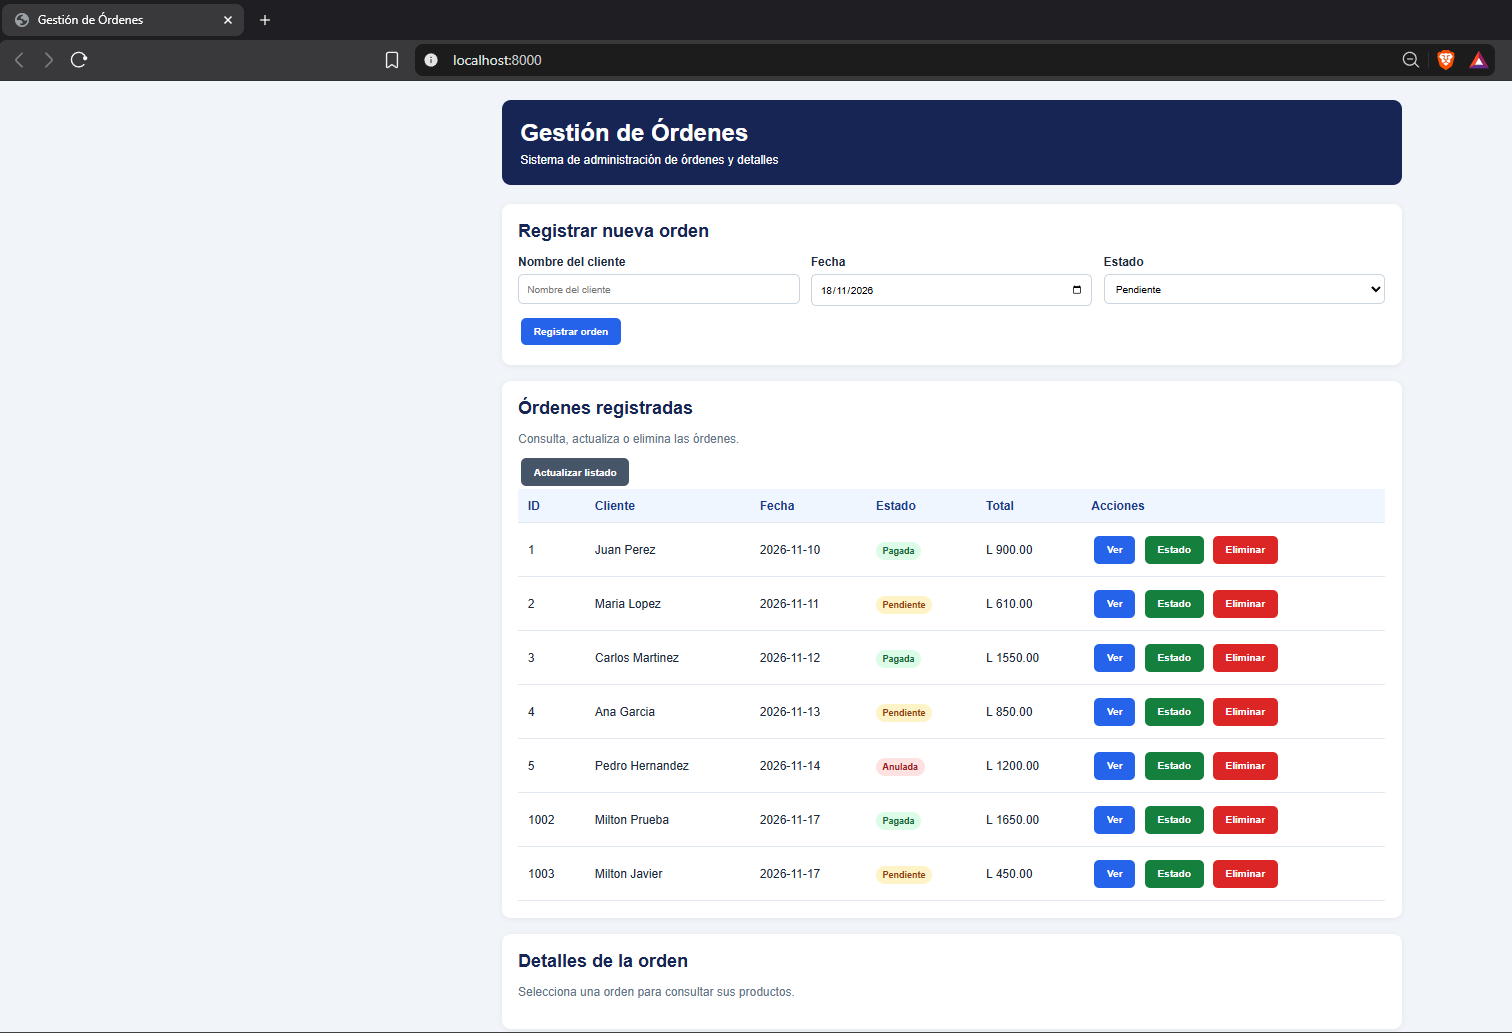 Gestión de Órdenes
localhost:8000
Gestión de Órdenes
Sistema de administración de órdenes y detalles
Registrar nueva orden
Nombre del cliente Fecha Estado
Nombre del cliente 18/11/2026 Pendiente
Registrar orden
Órdenes registradas
Consulta, actualiza o elimina las órdenes.
Actualizar listado
ID Cliente Fecha Estado Total Acciones
1 Juan Perez 2026-11-10 Pagada L 900.00 Ver Estado Eliminar
2 Maria Lopez 2026-11-11 Pendiente L 610.00 Ver Estado Eliminar
3 Carlos Martinez 2026-11-12 Pagada L 1550.00 Ver Estado Eliminar
4 Ana Garcia 2026-11-13 Pendiente L 850.00 Ver Estado Eliminar
5 Pedro Hernandez 2026-11-14 Anulada L 1200.00 Ver Estado Eliminar
1002 Milton Prueba 2026-11-17 Pagada L 1650.00 Ver Estado Eliminar
1003 Milton Javier 2026-11-17 Pendiente L 450.00 Ver Estado Eliminar
Detalles de la orden
Selecciona una orden para consultar sus productos.